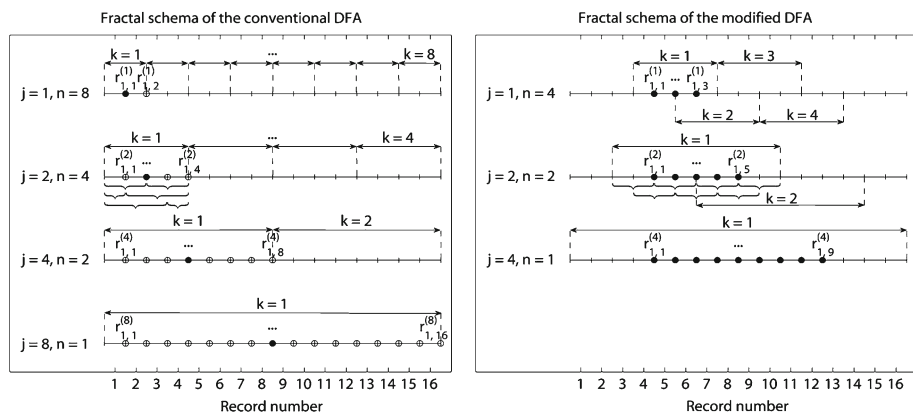 Fractal schema of the conventional DFA
k = 1 ... k = 8
r(1)1, 1 r(1)1, 2
j = 1, n = 8
k = 1 ... k = 4
r(2)1, 1 ... r(2)1, 4
j = 2, n = 4
k = 1 k = 2
r(4)1, 1 ... r(4)1, 8
j = 4, n = 2
k = 1
r(8)1, 1 ... r(8)1, 16
j = 8, n = 1
1 2 3 4 5 6 7 8 9 10 11 12 13 14 15 16
Record number
Fractal schema of the modified DFA
k = 1 k = 3
r(1)1, 1 ... r(1)1, 3
j = 1, n = 4
k = 2 k = 4
k = 1
r(2)1, 1 ... r(2)1, 5
j = 2, n = 2
k = 2
k = 1
r(4)1, 1 ... r(4)1, 9
j = 4, n = 1
1 2 3 4 5 6 7 8 9 10 11 12 13 14 15 16
Record number